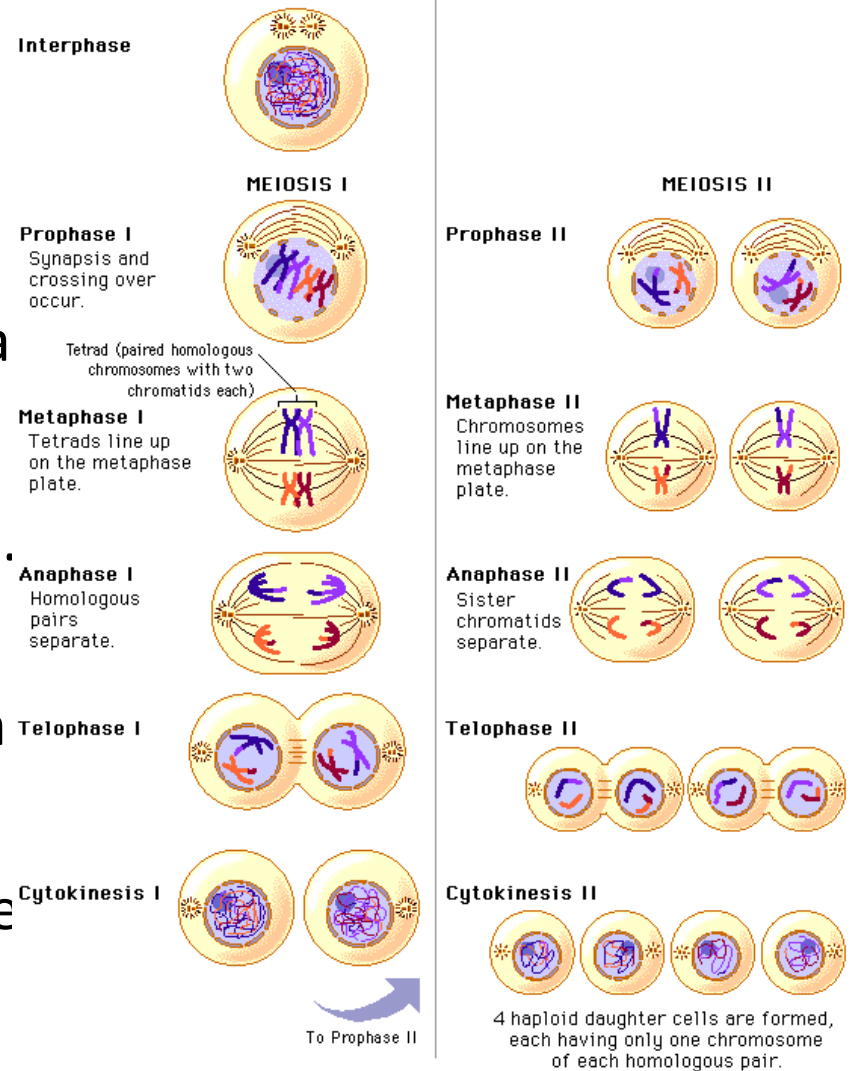 Interphase
MEIOSIS I
Prophase I
Synapsis and
crossing over
occur.
a
Tetrad (paired homologous
chromosomes with two
chromatids each)
Metaphase I
Tetrads line up
on the metaphase
plate.
.
Anaphase I
Homologous
pairs
separate.
Telophase I
Cytokinesis I
e
To Prophase II
MEIOSIS II
Prophase II
Metaphase II
Chromosomes
line up on the
metaphase
plate.
Anaphase II
Sister
chromatids
separate.
Telophase II
Cytokinesis II
4 haploid daughter cells are formed,
each having only one chromosome
of each homologous pair.